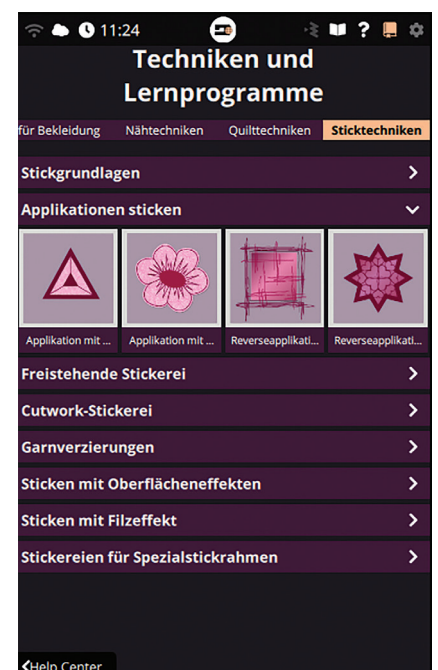 11:24
?
Techniken und
Lernprogramme
für Bekleidung Nähtechniken Quilttechniken Sticktechniken
Stickgrundlagen
Applikationen sticken
Applikation mit ... Applikation mit ... Reverseapplikati... Reverseapplikati...
Freistehende Stickerei
Cutwork-Stickerei
Garnverzierungen
Sticken mit Oberflächeneffekten
Sticken mit Filzeffekt
Stickereien für Spezialstickrahmen
Help Center